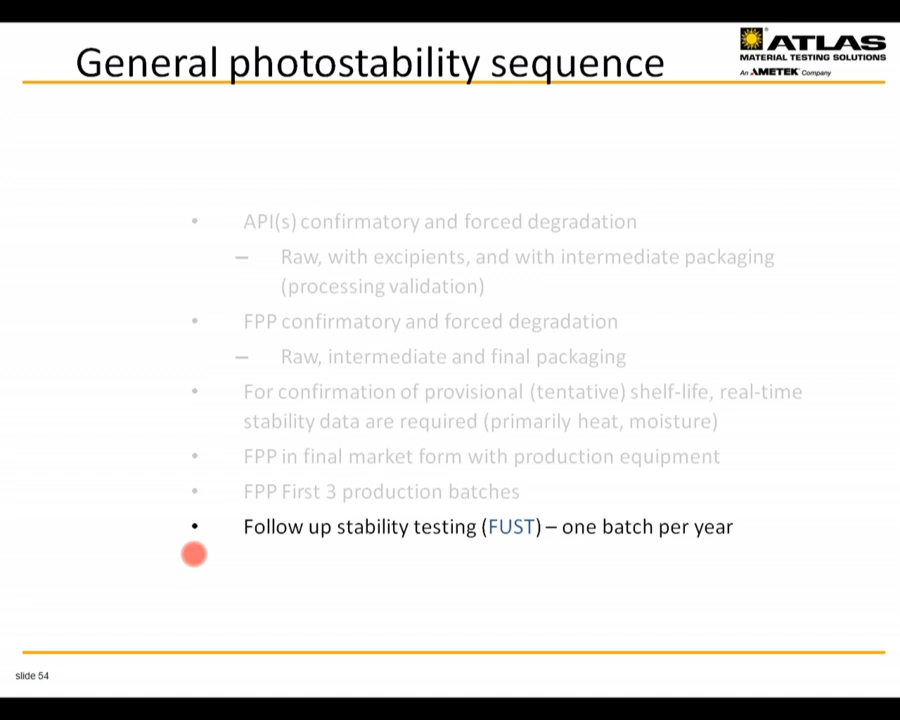 General photostability sequence
ATLAS
MATERIAL TESTING SOLUTIONS
An AMETEK Company
• API(s) confirmatory and forced degradation
– Raw, with excipients, and with intermediate packaging
(processing validation)
• FPP confirmatory and forced degradation
– Raw, intermediate and final packaging
• For confirmation of provisional (tentative) shelf-life, real-time
stability data are required (primarily heat, moisture)
• FPP in final market form with production equipment
• FPP First 3 production batches
• Follow up stability testing (FUST) – one batch per year
slide 54